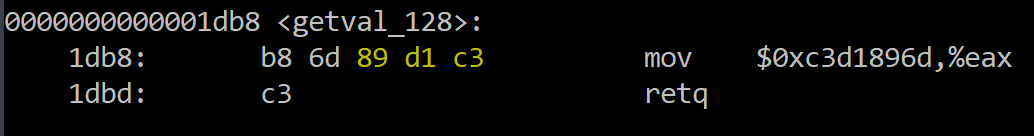 0000000000001db8 <getval_128>:
1db8: b8 6d 89 d1 c3 mov $0xc3d1896d,%eax
1dbd: c3 retq